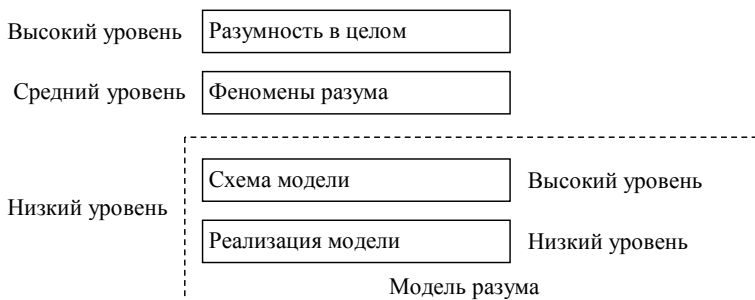 Высокий уровень
Разумность в целом
Средний уровень
Феномены разума
Низкий уровень
Схема модели
Высокий уровень
Реализация модели
Низкий уровень
Модель разума